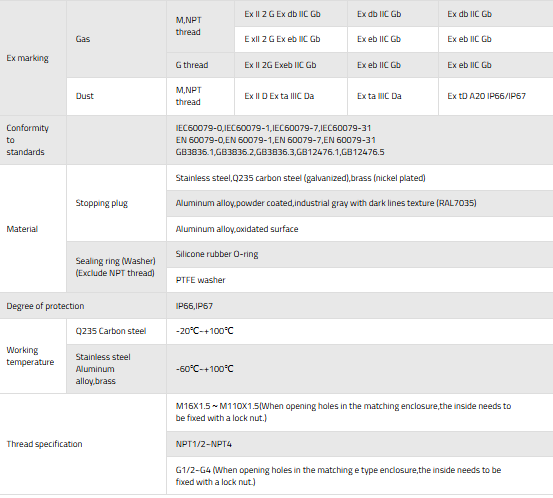 Ex marking
Gas
M,NPT
thread
Ex II 2 G Ex db IIC Gb
Ex db IIC Gb
Ex db IIC Gb
E xII 2 G Ex eb IIC Gb
Ex eb IIC Gb
Ex eb IIC Gb
G thread
Ex II 2G Exeb IIC Gb
Ex eb IIC Gb
Ex eb IIC Gb
Dust
M,NPT
thread
Ex II D Ex ta IIIC Da
Ex ta IIIC Da
Ex tD A20 IP66/IP67
Conformity
to
standards
IEC60079-0,IEC60079-1,IEC60079-7,IEC60079-31
EN 60079-0,EN 60079-1,EN 60079-7,EN 60079-31
GB3836.1,GB3836.2,GB3836.3,GB12476.1,GB12476.5
Material
Stopping plug
Stainless steel,Q235 carbon steel (galvanized),brass (nickel plated)
Aluminum alloy,powder coated,industrial gray with dark lines texture (RAL7035)
Aluminum alloy,oxidated surface
Sealing ring (Washer)
(Exclude NPT thread)
Silicone rubber O-ring
PTFE washer
Degree of protection
IP66,IP67
Working
temperature
Q235 Carbon steel
-20℃~+100℃
Stainless steel
Aluminum
alloy,brass
-60℃~+100℃
Thread specification
M16X1.5～M110X1.5(When opening holes in the matching enclosure,the inside needs to
be fixed with a lock nut.)
NPT1/2~NPT4
G1/2~G4 (When opening holes in the matching e type enclosure,the inside needs to be
fixed with a lock nut.)